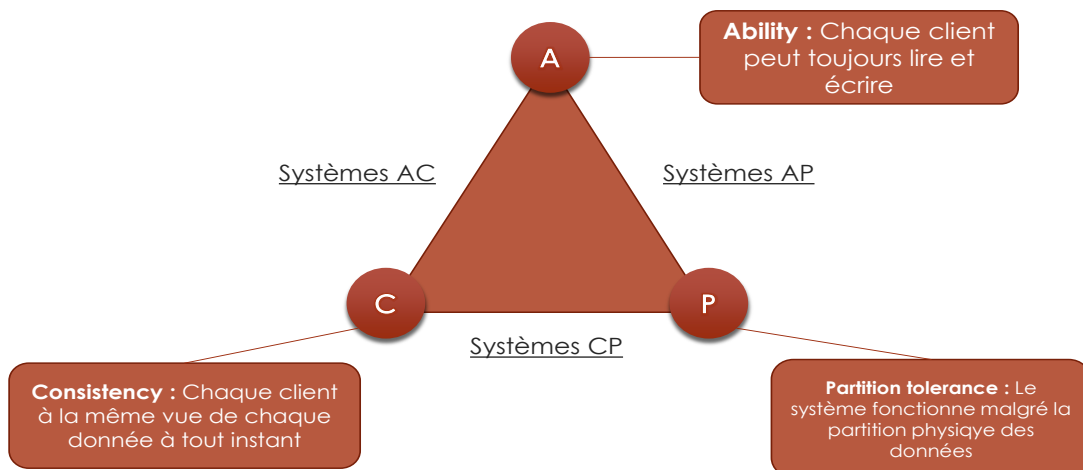 A
Ability : Chaque client
peut toujours lire et
écrire
Systèmes AC
Systèmes AP
C
P
Systèmes CP
Consistency : Chaque client
à la même vue de chaque
donnée à tout instant
Partition tolerance : Le
système fonctionne malgré la
partition physiqye des
données